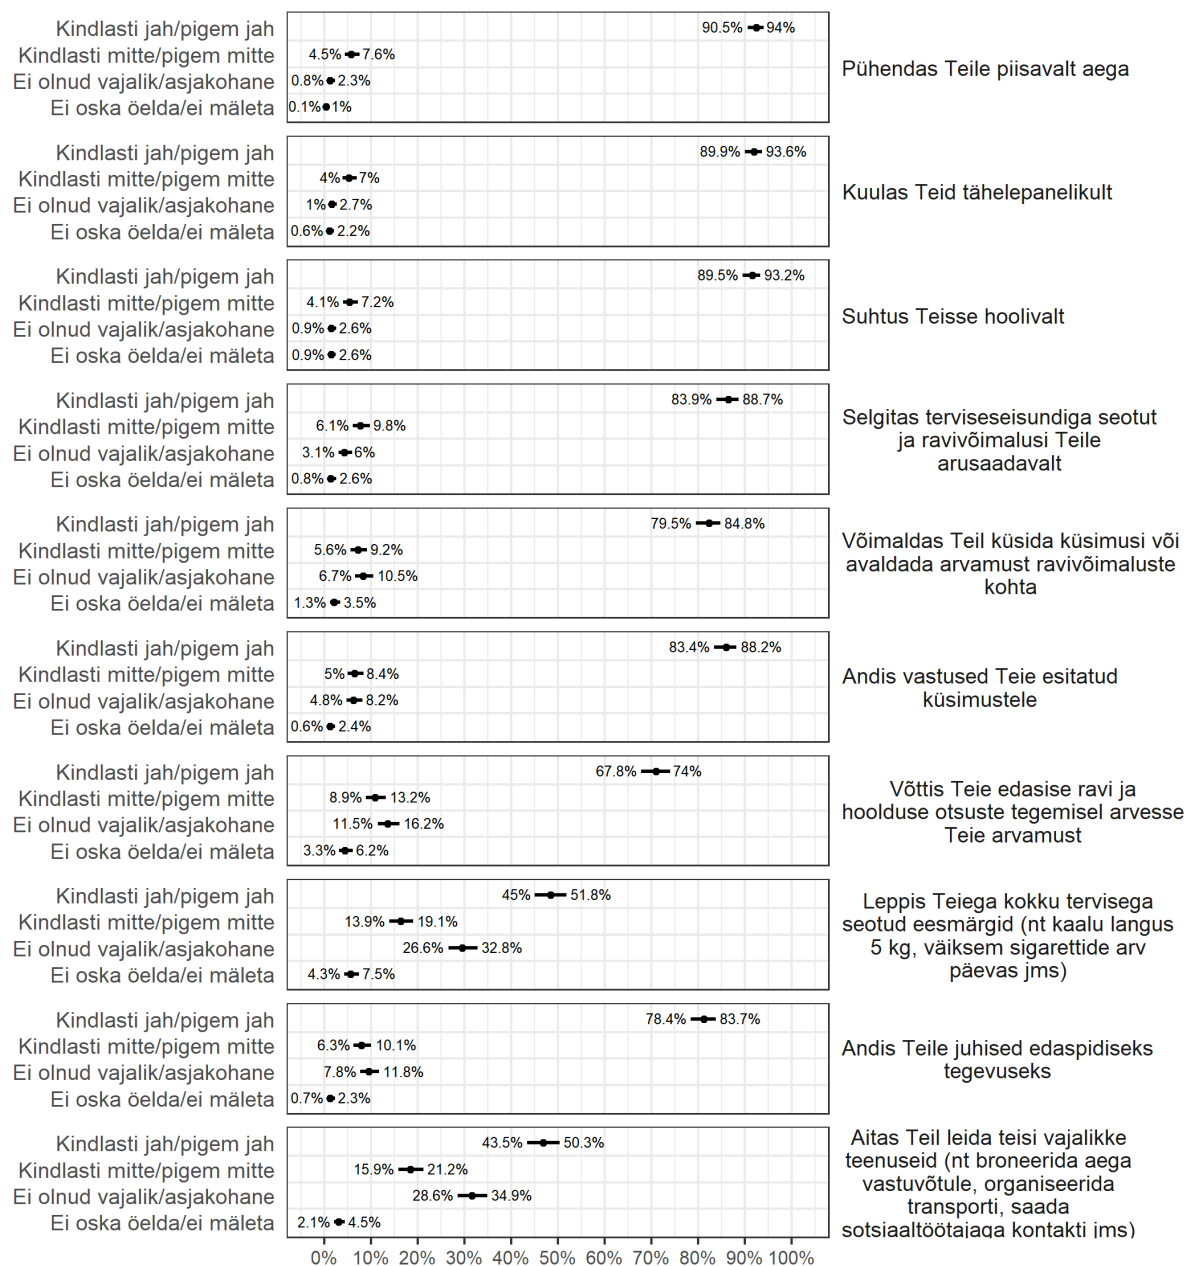 Kindlasti jah/pigem jah 90.5% 94%
Kindlasti mitte/pigem mitte 4.5% 7.6%
Ei olnud vajalik/asjakohane 0.8% 2.3%
Ei oska öelda/ei mäleta 0.1% 1%
Pühendas Teile piisavalt aega
Kindlasti jah/pigem jah 89.9% 93.6%
Kindlasti mitte/pigem mitte 4% 7%
Ei olnud vajalik/asjakohane 1% 2.7%
Ei oska öelda/ei mäleta 0.6% 2.2%
Kuulas Teid tähelepanelikult
Kindlasti jah/pigem jah 89.5% 93.2%
Kindlasti mitte/pigem mitte 4.1% 7.2%
Ei olnud vajalik/asjakohane 0.9% 2.6%
Ei oska öelda/ei mäleta 0.9% 2.6%
Suhtus Teisse hoolivalt
Kindlasti jah/pigem jah 83.9% 88.7%
Kindlasti mitte/pigem mitte 6.1% 9.8%
Ei olnud vajalik/asjakohane 3.1% 6%
Ei oska öelda/ei mäleta 0.8% 2.6%
Selgitas terviseseisundiga seotut
ja ravivõimalusi Teile
arusaadavalt
Kindlasti jah/pigem jah 79.5% 84.8%
Kindlasti mitte/pigem mitte 5.6% 9.2%
Ei olnud vajalik/asjakohane 6.7% 10.5%
Ei oska öelda/ei mäleta 1.3% 3.5%
Võimaldas Teil küsida küsimusi või
avaldada arvamust ravivõimaluste
kohta
Kindlasti jah/pigem jah 83.4% 88.2%
Kindlasti mitte/pigem mitte 5% 8.4%
Ei olnud vajalik/asjakohane 4.8% 8.2%
Ei oska öelda/ei mäleta 0.6% 2.4%
Andis vastused Teie esitatud
küsimustele
Kindlasti jah/pigem jah 67.8% 74%
Kindlasti mitte/pigem mitte 8.9% 13.2%
Ei olnud vajalik/asjakohane 11.5% 16.2%
Ei oska öelda/ei mäleta 3.3% 6.2%
Võttis Teie edasise ravi ja
hoolduse otsuste tegemisel arvesse
Teie arvamust
Kindlasti jah/pigem jah 45% 51.8%
Kindlasti mitte/pigem mitte 13.9% 19.1%
Ei olnud vajalik/asjakohane 26.6% 32.8%
Ei oska öelda/ei mäleta 4.3% 7.5%
Leppis Teiega kokku tervisega
seotud eesmärgid (nt kaalu langus
5 kg, väiksem sigarettide arv
päevas jms)
Kindlasti jah/pigem jah 78.4% 83.7%
Kindlasti mitte/pigem mitte 6.3% 10.1%
Ei olnud vajalik/asjakohane 7.8% 11.8%
Ei oska öelda/ei mäleta 0.7% 2.3%
Andis Teile juhised edaspidiseks
tegevuseks
Kindlasti jah/pigem jah 43.5% 50.3%
Kindlasti mitte/pigem mitte 15.9% 21.2%
Ei olnud vajalik/asjakohane 28.6% 34.9%
Ei oska öelda/ei mäleta 2.1% 4.5%
Aitas Teil leida teisi vajalikke
teenuseid (nt broneerida aega
vastuvõtule, organiseerida
transporti, saada
sotsiaaltöötajaga kontakti jms)
0% 10% 20% 30% 40% 50% 60% 70% 80% 90% 100%